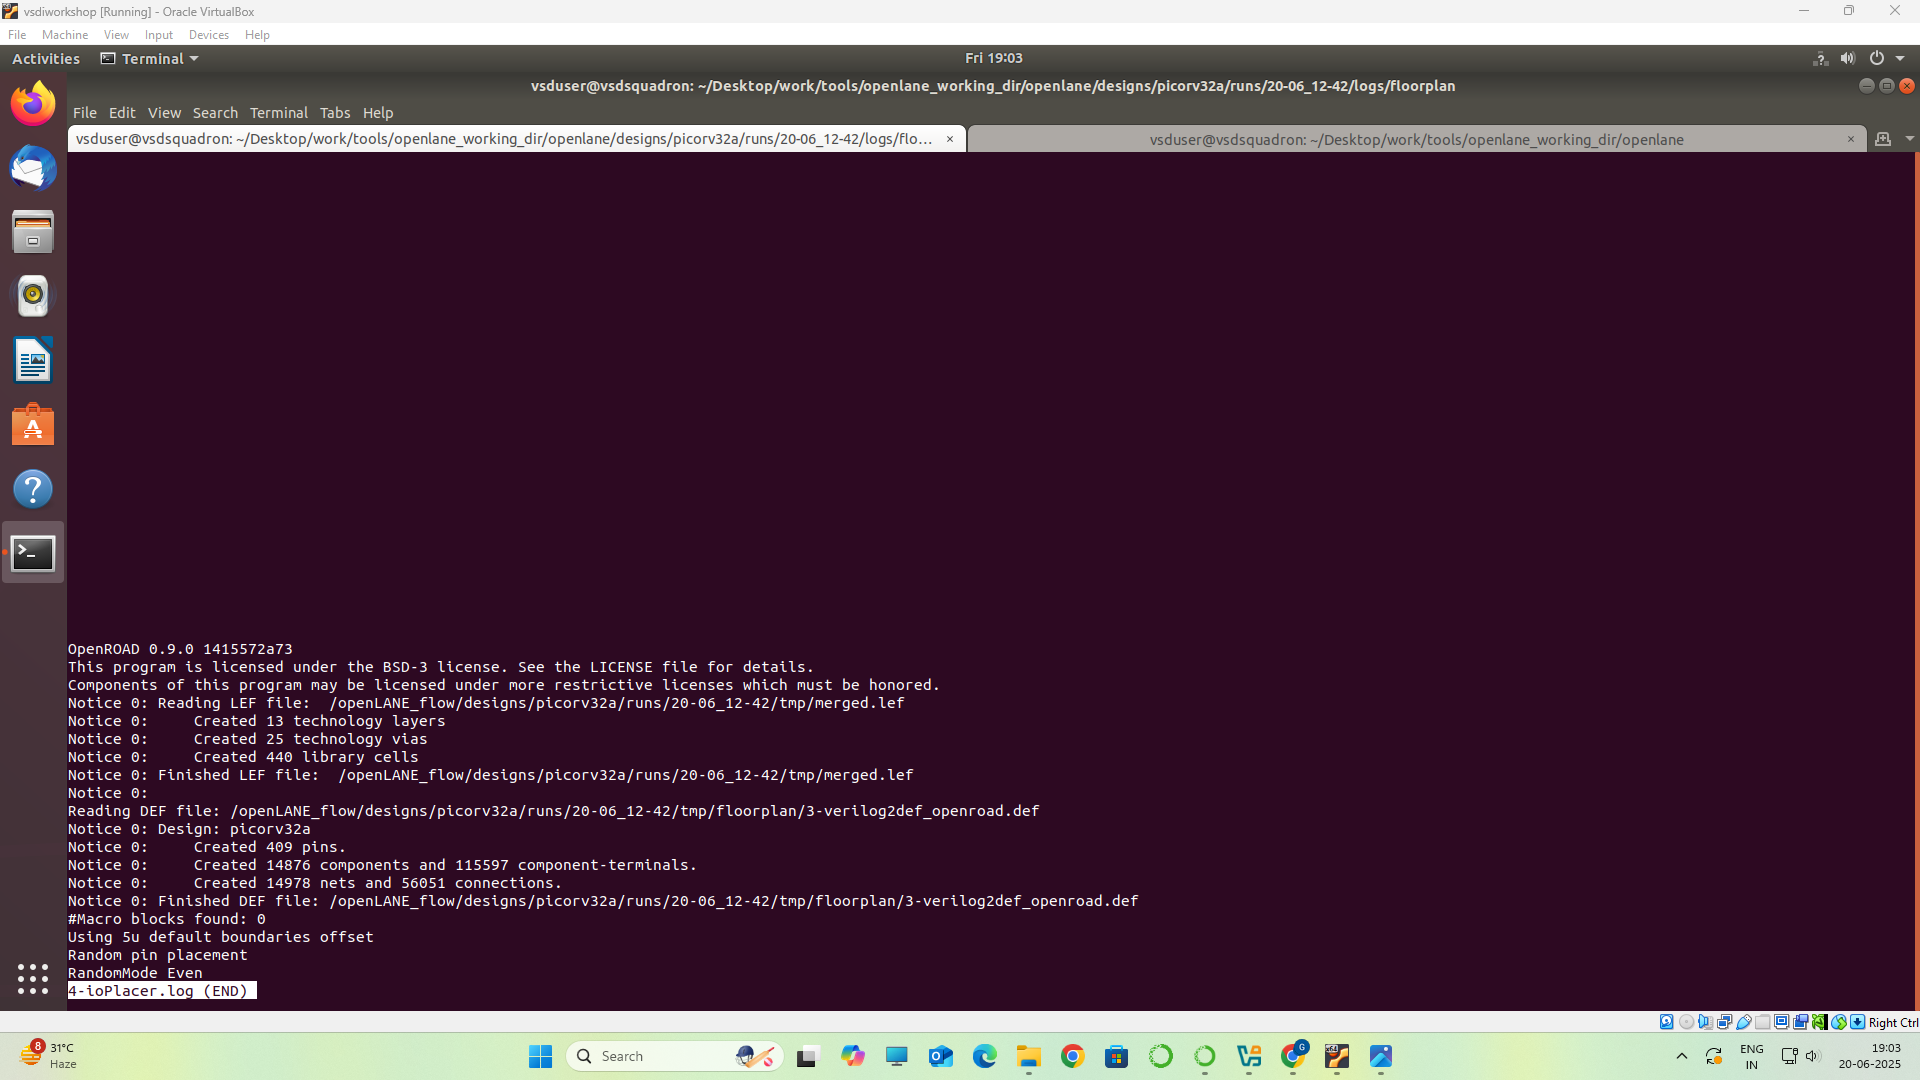 vsdiworkshop [Running] - Oracle VirtualBox
File Machine View Input Devices Help
Activities Terminal Fri 19:03
vsduser@vsdsquadron: ~/Desktop/work/tools/openlane_working_dir/openlane/designs/picorv32a/runs/20-06_12-42/logs/floorplan
File Edit View Search Terminal Tabs Help
vsduser@vsdsquadron: ~/Desktop/work/tools/openlane_working_dir/openlane/designs/picorv32a/runs/20-06_12-42/logs/flo... × vsduser@vsdsquadron: ~/Desktop/work/tools/openlane_working_dir/openlane ×
OpenROAD 0.9.0 1415572a73
This program is licensed under the BSD-3 license. See the LICENSE file for details.
Components of this program may be licensed under more restrictive licenses which must be honored.
Notice 0: Reading LEF file:  /openLANE_flow/designs/picorv32a/runs/20-06_12-42/tmp/merged.lef
Notice 0:     Created 13 technology layers
Notice 0:     Created 25 technology vias
Notice 0:     Created 440 library cells
Notice 0: Finished LEF file:  /openLANE_flow/designs/picorv32a/runs/20-06_12-42/tmp/merged.lef
Notice 0:
Reading DEF file: /openLANE_flow/designs/picorv32a/runs/20-06_12-42/tmp/floorplan/3-verilog2def_openroad.def
Notice 0: Design: picorv32a
Notice 0:     Created 409 pins.
Notice 0:     Created 14876 components and 115597 component-terminals.
Notice 0:     Created 14978 nets and 56051 connections.
Notice 0: Finished DEF file: /openLANE_flow/designs/picorv32a/runs/20-06_12-42/tmp/floorplan/3-verilog2def_openroad.def
#Macro blocks found: 0
Using 5u default boundaries offset
Random pin placement
RandomMode Even
4-ioPlacer.log (END)
Right Ctrl
8 31°C
Haze
Search
ENG
IN
19:03
20-06-2025